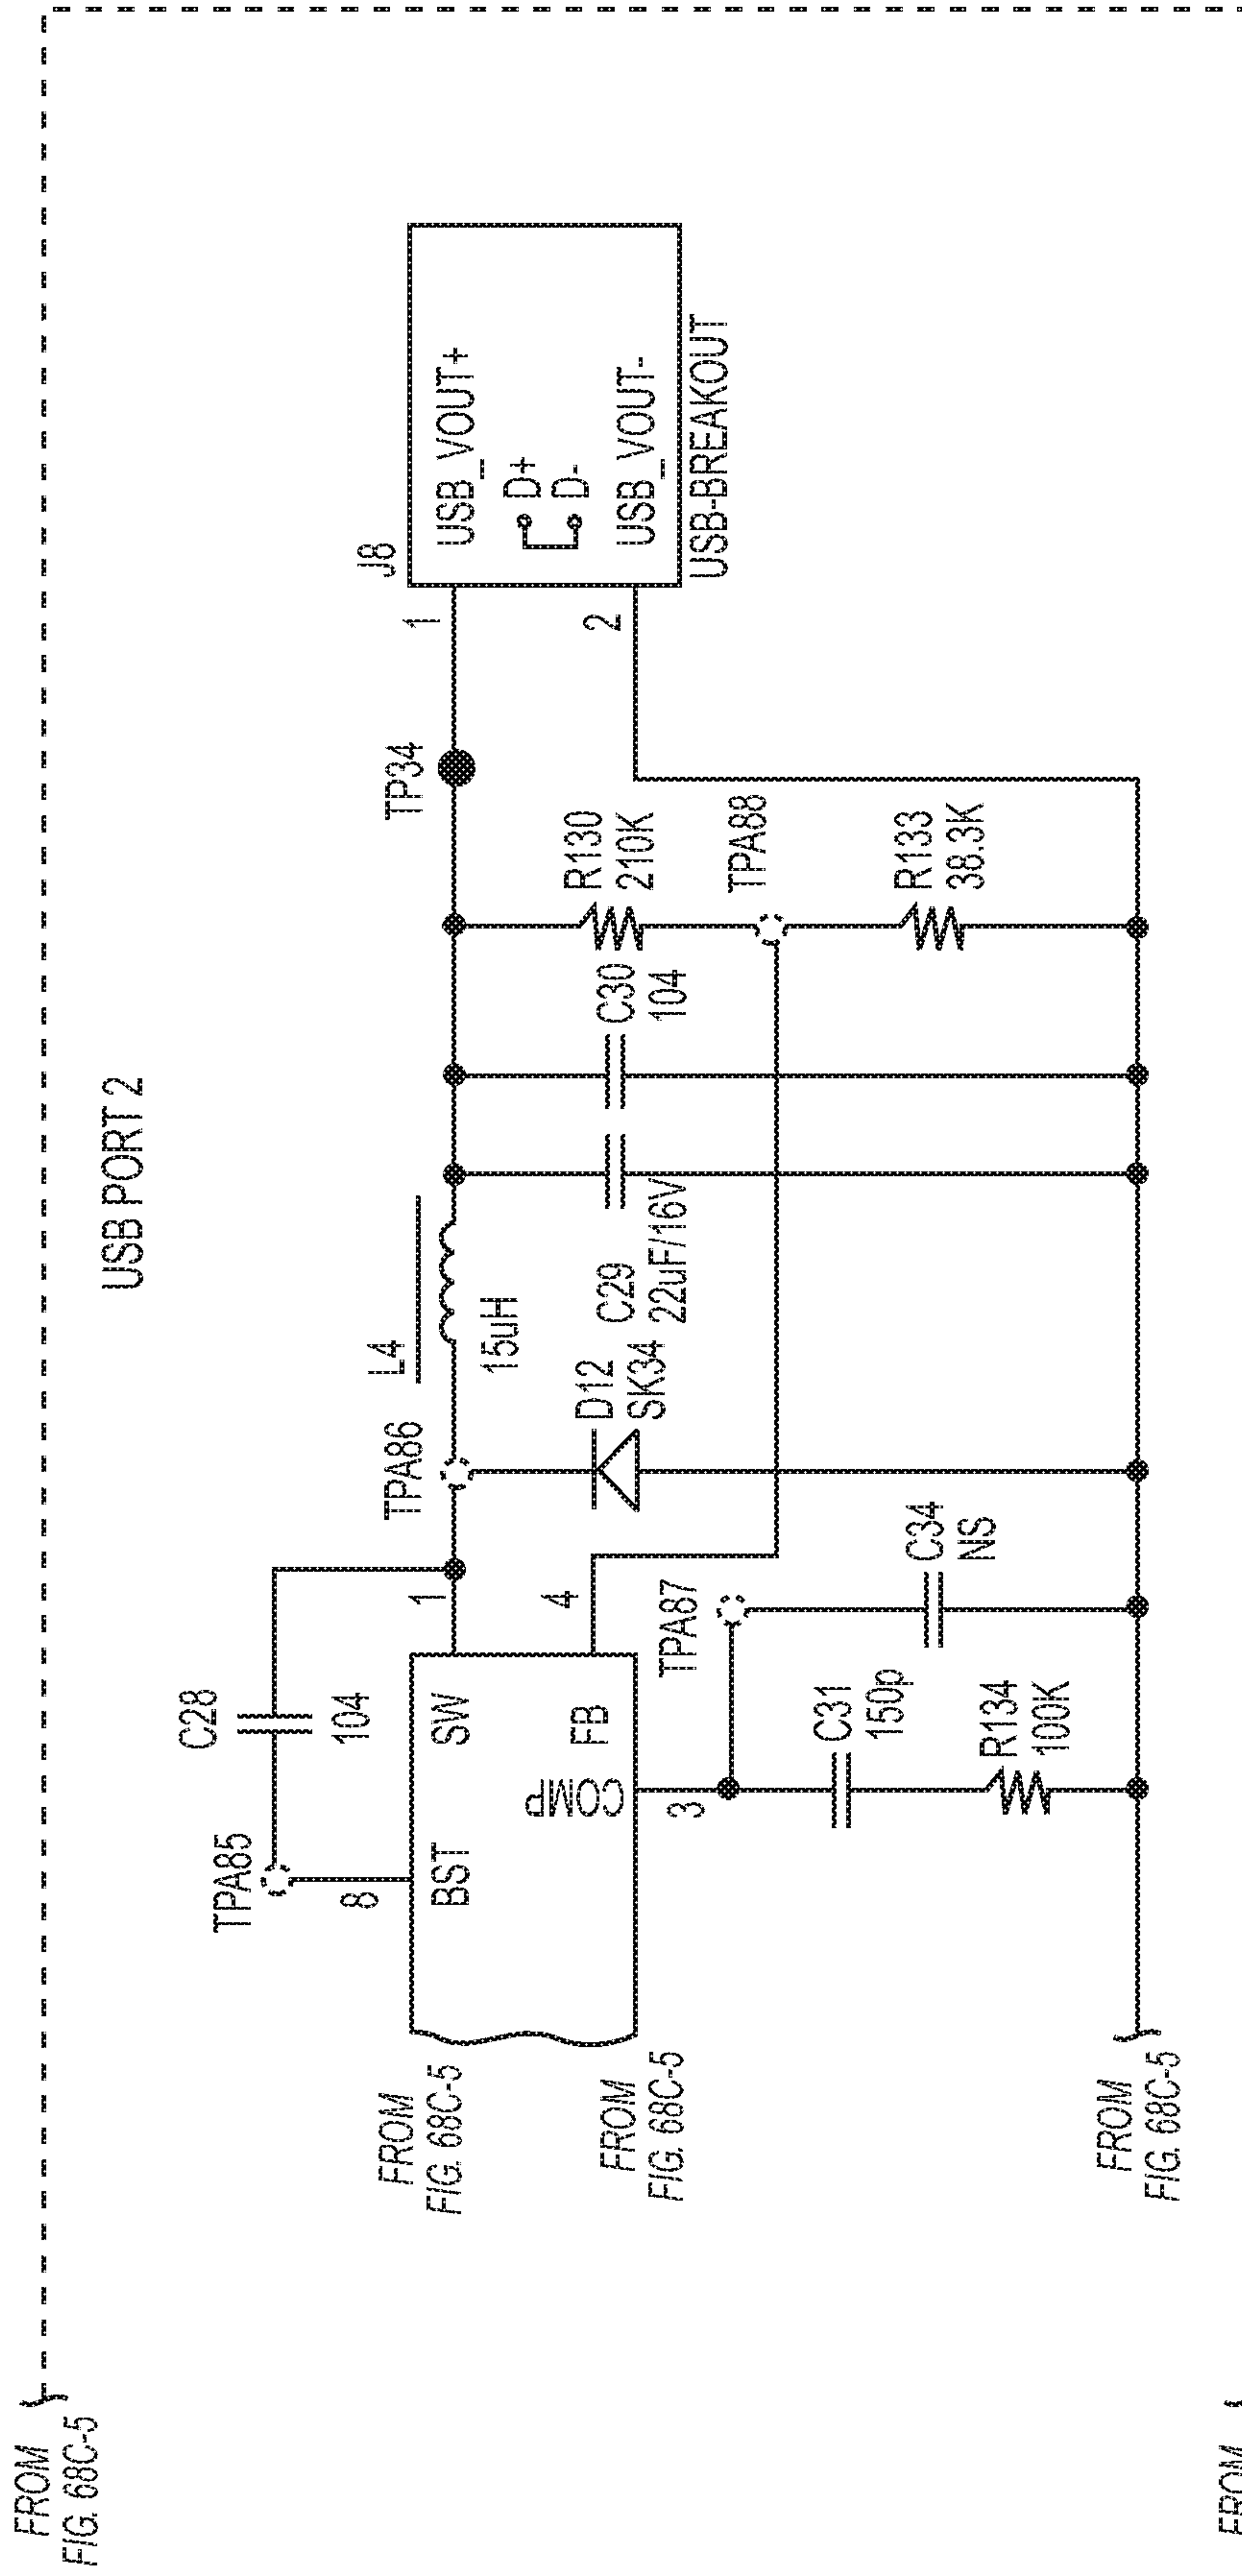 FROM
FIG. 68C-5
USB PORT 2
TPA85
C28
104
8
BST
SW
COMP
FB
1
4
3
FROM
FIG. 68C-5
FROM
FIG. 68C-5
TPA86
L4
15uH
D12
SK34
C29
22uF/16V
C30
104
TP34
R130
210K
TPA88
R133
38.3K
TPA87
C31
150p
R134
100K
C34
NS
J8
1
2
USB_VOUT+
D+
D-
USB_VOUT-
USB-BREAKOUT
FROM
FIG. 68C-5
FROM